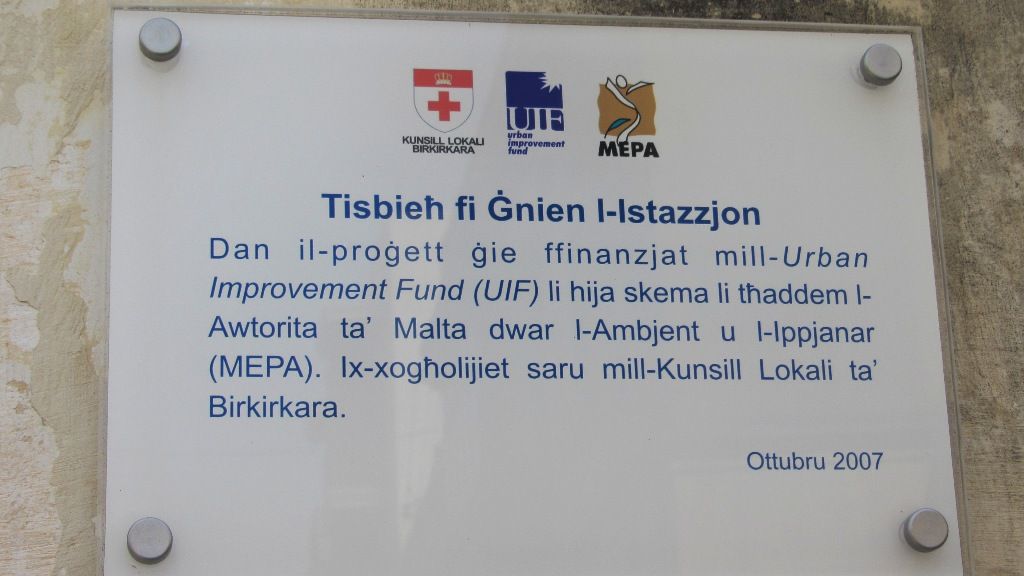 KUNSILL LOKALI
BIRKIRKARA
UIF
urban
improvement
fund
MEPA
Tisbieħ fi Ġnien l-Istazzjon
Dan il-proġett ġie ffinanzjat mill-Urban
Improvement Fund (UIF) li hija skema li tħaddem l-
Awtorita ta’ Malta dwar l-Ambjent u l-Ippjanar
(MEPA). Ix-xogħolijiet saru mill-Kunsill Lokali ta’
Birkirkara.
Ottubru 2007